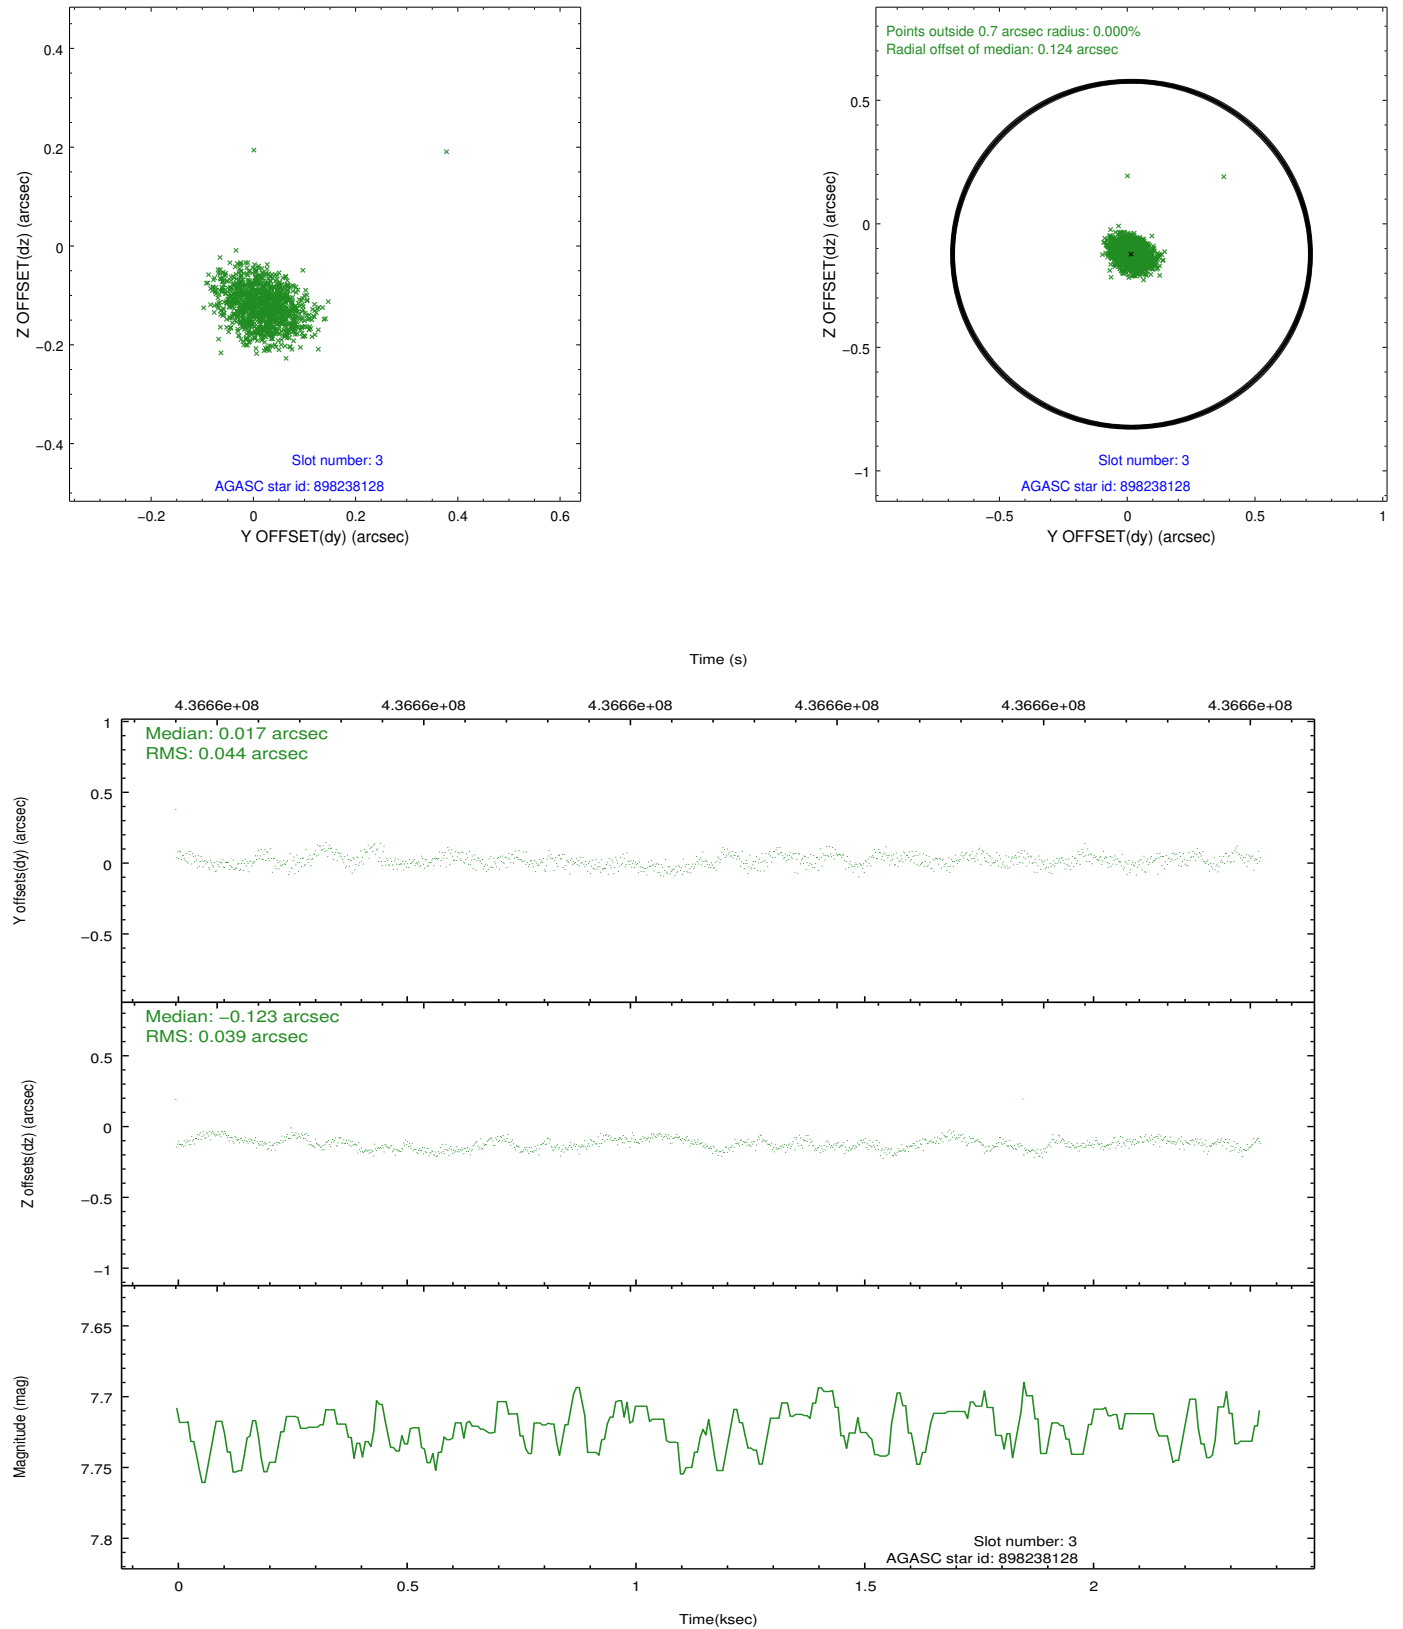 0.4
0.2
0
−0.2
−0.4
Z OFFSET(dz) (arcsec)
Slot number: 3
AGASC star id: 898238128
−0.2
0
0.2
0.4
0.6
Y OFFSET(dy) (arcsec)
Points outside 0.7 arcsec radius: 0.000%
Radial offset of median: 0.124 arcsec
0.5
0
−0.5
−1
Z OFFSET(dz) (arcsec)
Slot number: 3
AGASC star id: 898238128
−0.5
0
0.5
1
Y OFFSET(dy) (arcsec)
Time (s)
4.3666e+08
4.3666e+08
4.3666e+08
4.3666e+08
4.3666e+08
4.3666e+08
Median: 0.017 arcsec
RMS: 0.044 arcsec
1
0.5
0
−0.5
Y offsets(dy) (arcsec)
Median: −0.123 arcsec
RMS: 0.039 arcsec
0.5
0
−0.5
−1
Z offsets(dz) (arcsec)
7.65
7.7
7.75
7.8
Magnitude (mag)
Slot number: 3
AGASC star id: 898238128
0
0.5
1
1.5
2
Time(ksec)